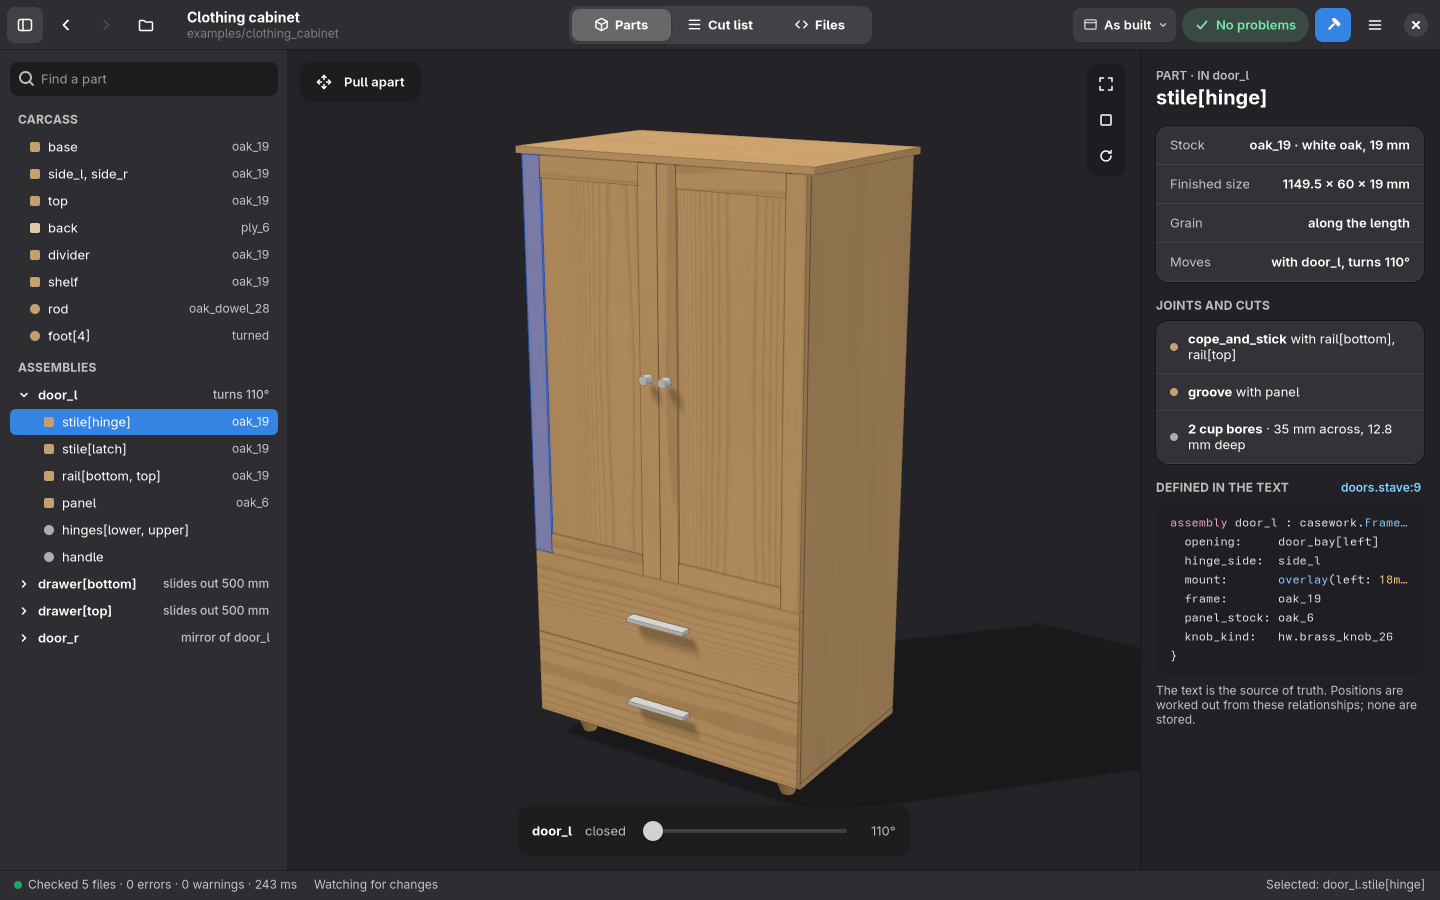 Clothing cabinet
examples/clothing_cabinet
Parts
Cut list
Files
As built
No problems
Find a part
CARCASS
base oak_19
side_l, side_r oak_19
top oak_19
back ply_6
divider oak_19
shelf oak_19
rod oak_dowel_28
foot[4] turned
ASSEMBLIES
door_l turns 110°
stile[hinge] oak_19
stile[latch] oak_19
rail[bottom, top] oak_19
panel oak_6
hinges[lower, upper]
handle
drawer[bottom] slides out 500 mm
drawer[top] slides out 500 mm
door_r mirror of door_l
Pull apart
door_l closed 110°
PART · IN door_l
stile[hinge]
Stock oak_19 · white oak, 19 mm
Finished size 1149.5 × 60 × 19 mm
Grain along the length
Moves with door_l, turns 110°
JOINTS AND CUTS
cope_and_stick with rail[bottom],
rail[top]
groove with panel
2 cup bores · 35 mm across, 12.8
mm deep
DEFINED IN THE TEXT doors.stave:9
assembly door_l : casework.Frame…
opening: door_bay[left]
hinge_side: side_l
mount: overlay(left: 18m…
frame: oak_19
panel_stock: oak_6
knob_kind: hw.brass_knob_26
}
The text is the source of truth. Positions are
worked out from these relationships; none are
stored.
Checked 5 files · 0 errors · 0 warnings · 243 ms Watching for changes
Selected: door_l.stile[hinge]